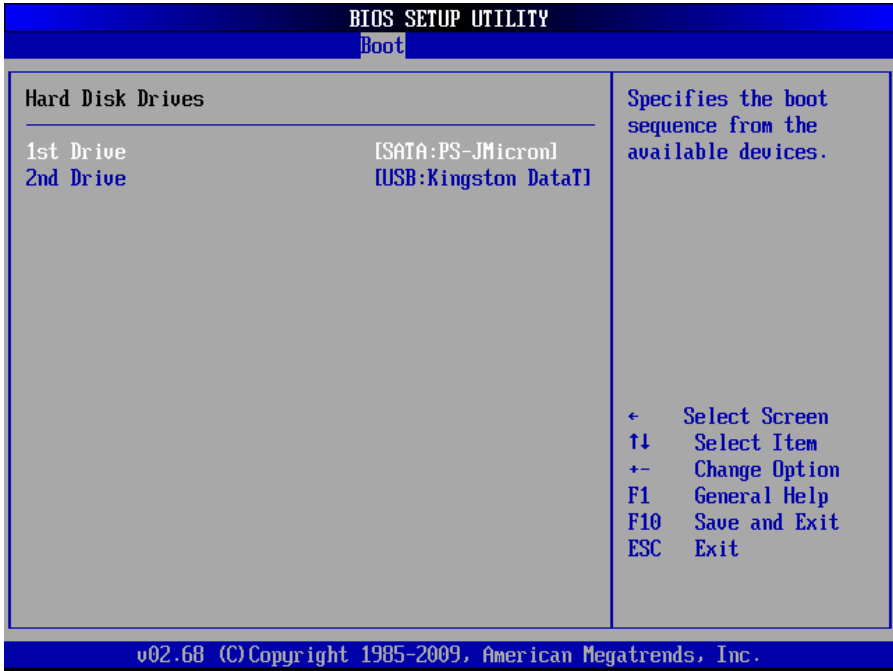 BIOS SETUP UTILITY
Boot
Hard Disk Drives
1st Drive [SATA:PS-JMicron]
2nd Drive [USB:Kingston DataT]
Specifies the boot
sequence from the
available devices.
← Select Screen
↑↓ Select Item
+- Change Option
F1 General Help
F10 Save and Exit
ESC Exit
v02.68 (C)Copyright 1985-2009, American Megatrends, Inc.